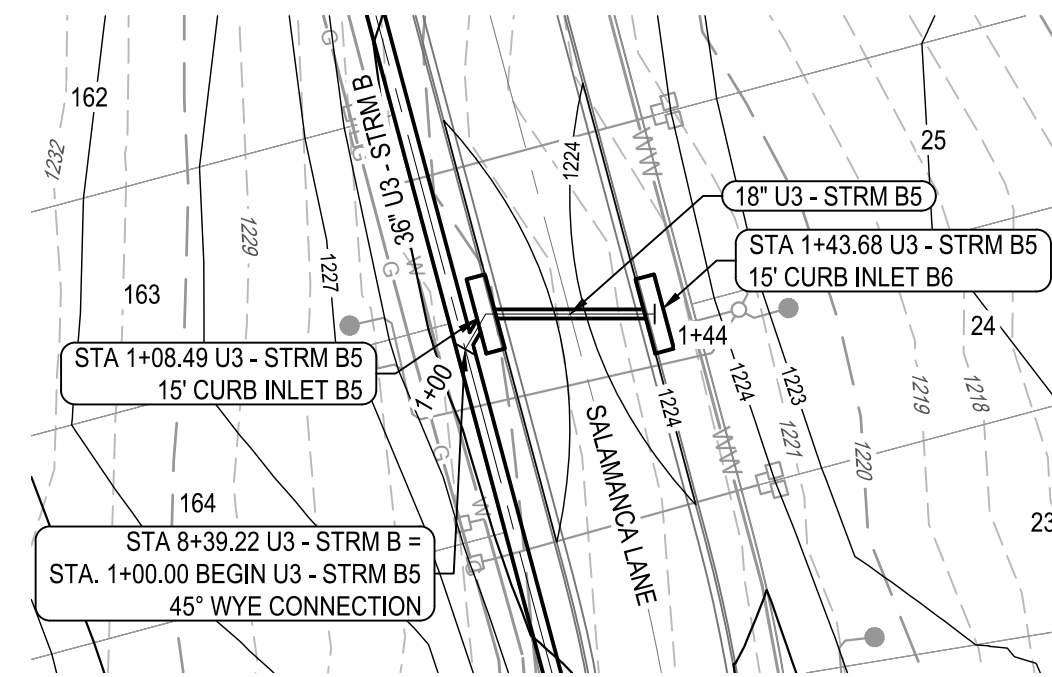 162
1232
G
UEG
36" U3 - STRM B
1224
WW
25
18" U3 - STRM B5
STA 1+43.68 U3 - STRM B5
15' CURB INLET B6
1229
1227
G
W
163
1+44
24
STA 1+08.49 U3 - STRM B5
15' CURB INLET B5
1+00
1224
1224
1223
1219
1218
SALAMANCA LANE
G
WW
1221
1220
164
W
23
STA 8+39.22 U3 - STRM B =
STA. 1+00.00 BEGIN U3 - STRM B5
45° WYE CONNECTION
G